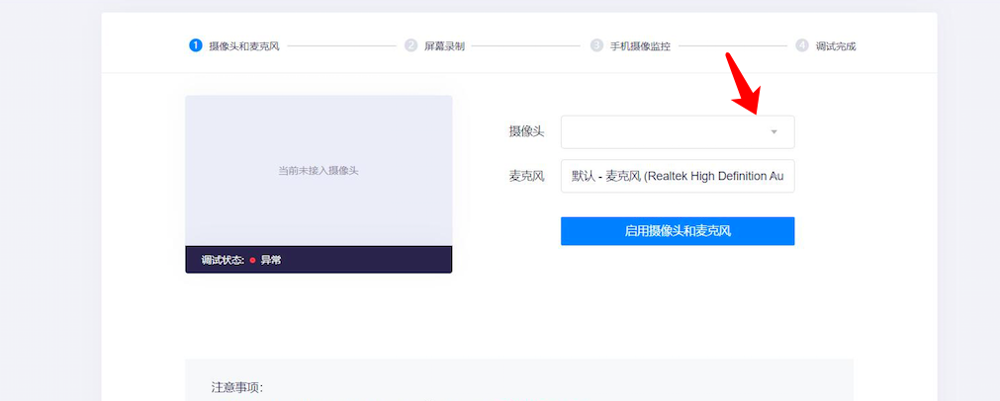 1 摄像头和麦克风 2 屏幕录制 3 手机摄像监控 4 调试完成
当前未接入摄像头
调试状态: 异常
摄像头
麦克风 默认 - 麦克风 (Realtek High Definition Au
启用摄像头和麦克风
注意事项: